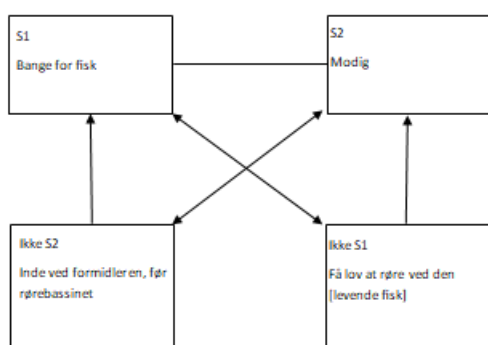 S1
Bange for fisk
S2
Modig
Ikke S2
Inde ved formidleren, før
rørebassinet
Ikke S1
Få lov at røre ved den
[levende fisk]